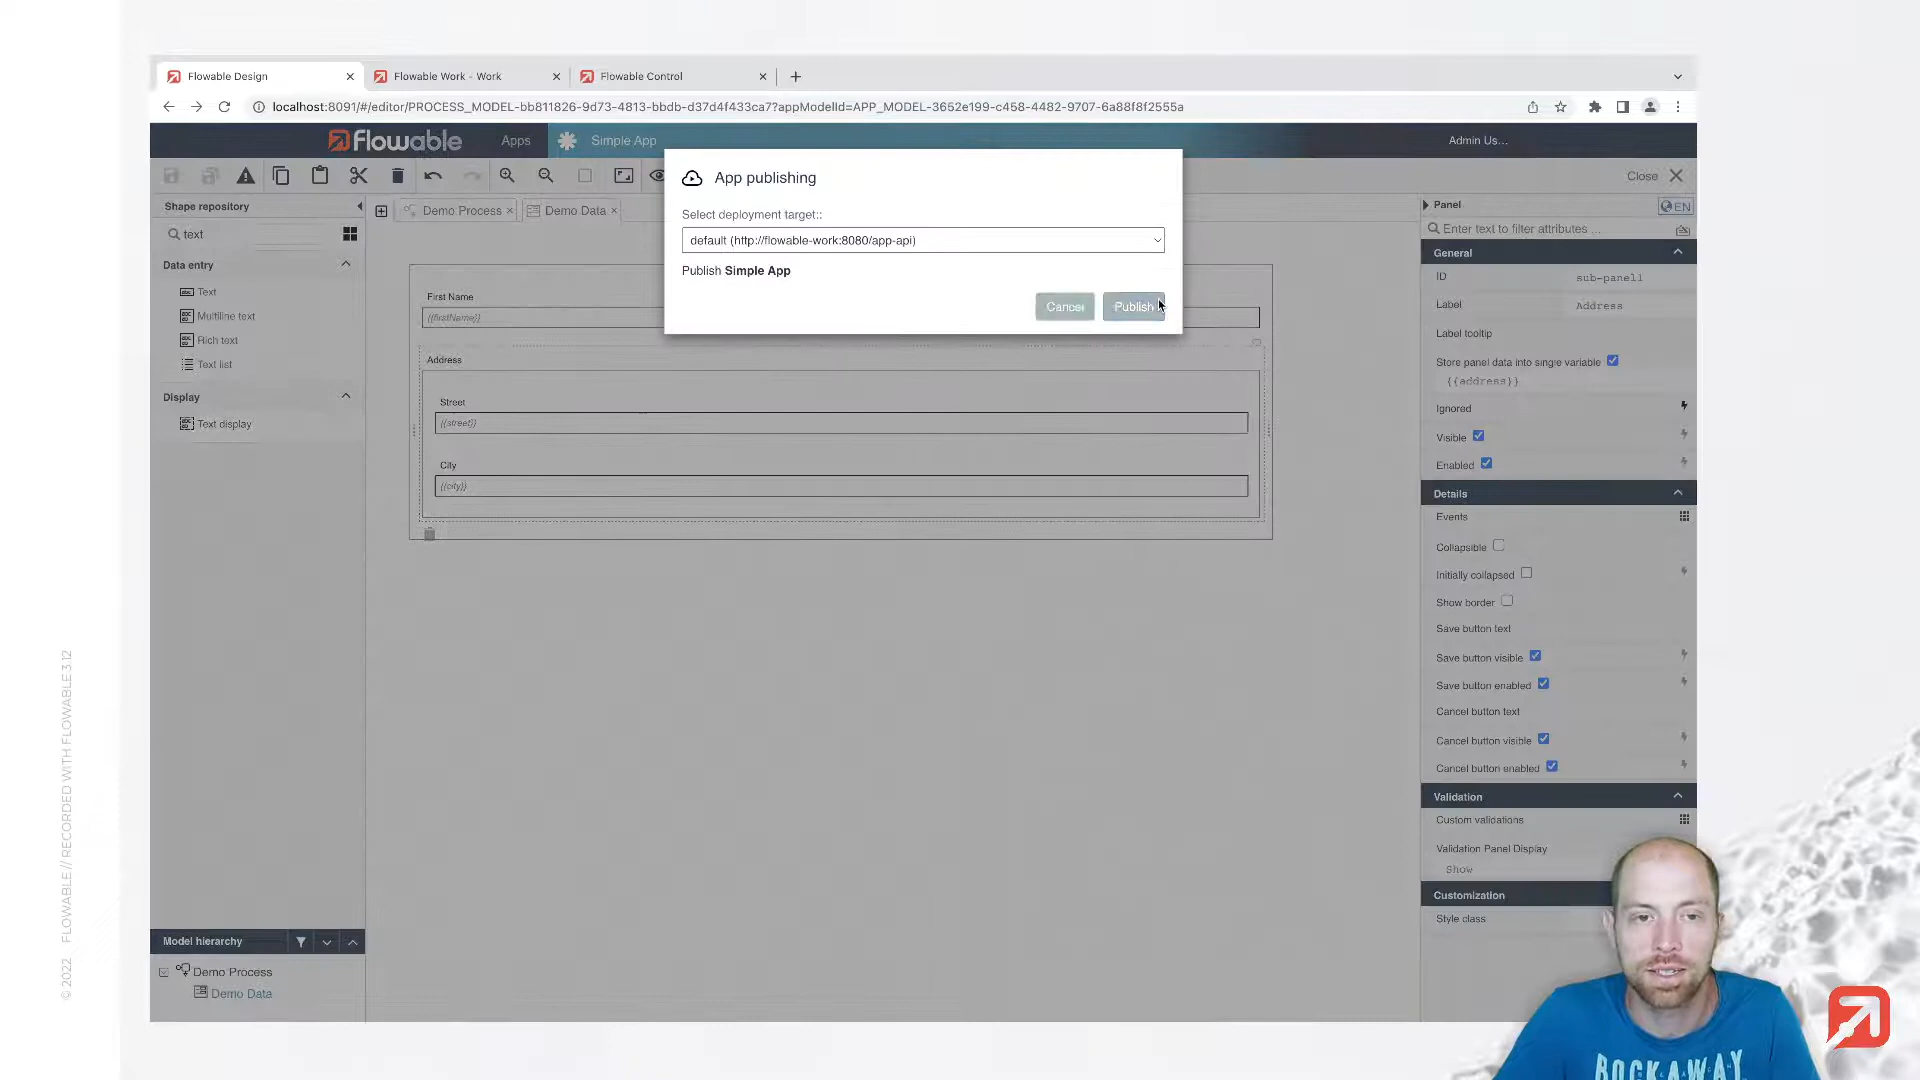 Flowable Design
Flowable Work - Work
Flowable Control
localhost:8091/#/editor/PROCESS_MODEL-bb811826-9d73-4813-bbdb-d37d4f433ca7?appModelId=APP_MODEL-3652e199-c458-4482-9707-6a88f8f2555a
flowable
Apps
Simple App
Admin Us...
Close
Shape repository
text
Data entry
Text
Multiline text
Rich text
Text list
Display
Text display
Demo Process
Demo Data
App publishing
Select deployment target::
default (http://flowable-work:8080/app-api)
Publish Simple App
Cancel
Publish
First Name
{{firstName}}
Address
Street
{{street}}
City
{{city}}
Panel
EN
Enter text to filter attributes ...
General
ID
sub-panel1
Label
Address
Label tooltip
Store panel data into single variable
{{address}}
Ignored
Visible
Enabled
Details
Events
Collapsible
Initially collapsed
Show border
Save button text
Save button visible
Save button enabled
Cancel button text
Cancel button visible
Cancel button enabled
Validation
Custom validations
Validation Panel Display
Show
Customization
Style class
Model hierarchy
Demo Process
Demo Data
© 2022 FLOWABLE // RECORDED WITH FLOWABLE 3.12
ROCKAWAY